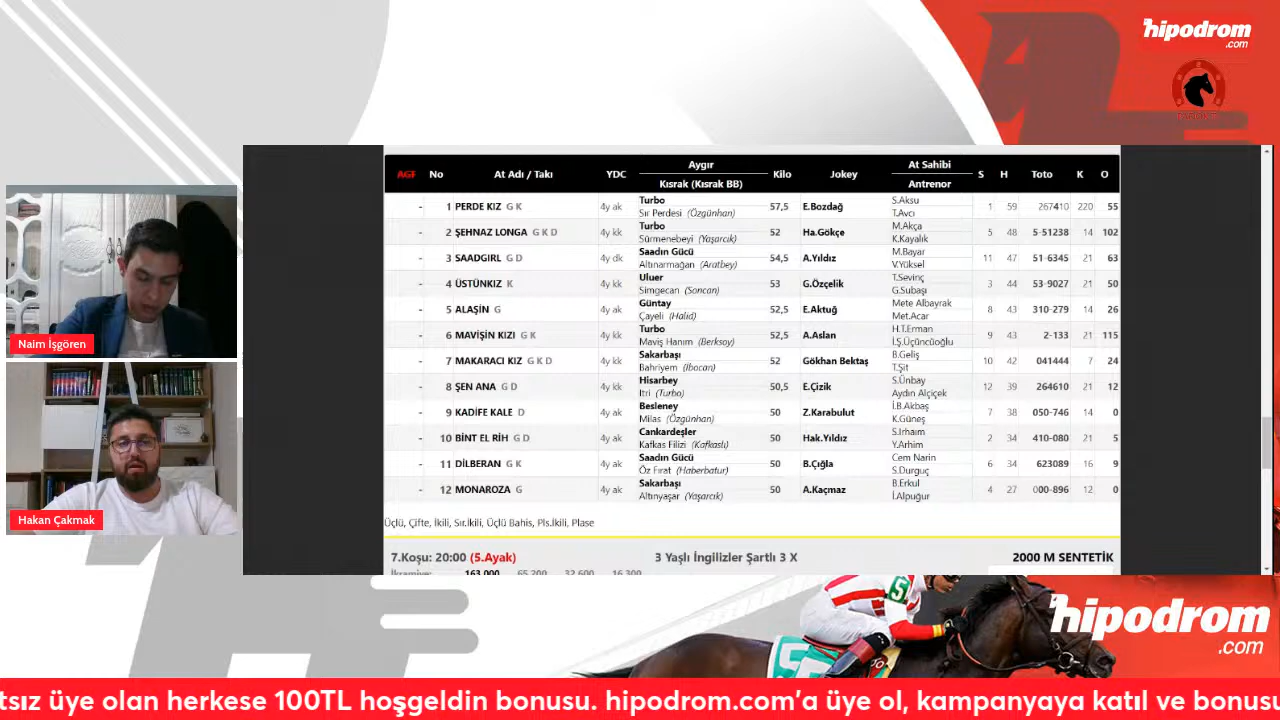 hipodrom
.com
AGF No At Adı / Takı YDC Aygır Kısrak (Kısrak BB) Kilo Jokey At Sahibi Antrenor S H Toto K O
- 1 PERDE KIZ G K 4y ak Turbo Sır Perdesi (Özgünhan) 57,5 E.Bozdağ S.Aksu T.Avcı 1 59 267410 220 55
- 2 ŞEHNAZ LONGA G K D 4y kk Turbo Sürmenebeyi (Yaşarcık) 52 Ha.Gökçe M.Akça K.Kayalık 5 48 5-51238 14 102
- 3 SAADGIRL G D 4y dk Saadın Gücü Altınarmağan (Aratbey) 54,5 A.Yıldız M.Bayar V.Yüksel 11 47 51-6345 21 63
- 4 ÜSTÜNKIZ K 4y kk Uluer Simgecan (Soncan) 53 G.Özçelik T.Sevinç G.Subaşı 3 44 53-9027 21 50
- 5 ALAŞİN G 4y ak Güntay Çayeli (Halid) 52,5 E.Aktuğ Mete Albayrak Met.Acar 8 43 310-279 14 26
- 6 MAVİŞİN KIZI G K 4y kk Turbo Maviş Hanım (Berksoy) 52,5 A.Aslan H.T.Erman İ.Ş.Üçüncüoğlu 9 43 2-133 21 115
- 7 MAKARACI KIZ G K D 4y kk Sakarbaşı Bahriyem (Ibocan) 52 Gökhan Bektaş B.Geliş T.Şit 10 42 041444 7 24
- 8 ŞEN ANA G D 4y kk Hisarbey Itri (Turbo) 50,5 E.Çizik S.Ünbay Aydın Alçiçek 12 39 264610 21 12
- 9 KADİFE KALE D 4y ak Besleney Milas (Özgünhan) 50 Z.Karabulut İ.B.Akbaş K.Güneş 7 38 050-746 14 0
- 10 BİNT EL RİH G D 4y ak Cankardeşler Kafkas Filizi (Kafkaslı) 50 Hak.Yıldız S.Irhaim Y.Arhim 2 34 410-080 21 5
- 11 DİLBERAN G K 4y ak Saadın Gücü Öz Fırat (Haberbatur) 50 B.Çığla Cem Narin S.Durguç 6 34 623089 16 9
- 12 MONAROZA G 4y ak Sakarbaşı Altınyaşar (Yaşarcık) 50 A.Kaçmaz B.Erkul İ.Alpuğur 4 27 000-896 12 0
Üçlü, Çifte, İkili, Sır.İkili, Üçlü Bahis, Pls.İkili, Plase
7.Koşu: 20:00 (5.Ayak) 3 Yaşlı İngilizler Şartlı 3 X 2000 M SENTETİK
İkramiye: 163.000 65.200 32.600 16.300
Naim İşgören
Hakan Çakmak
5
hipodrom
.com
tsız üye olan herkese 100TL hoşgeldin bonusu. hipodrom.com'a üye ol, kampanyaya katıl ve bonusu